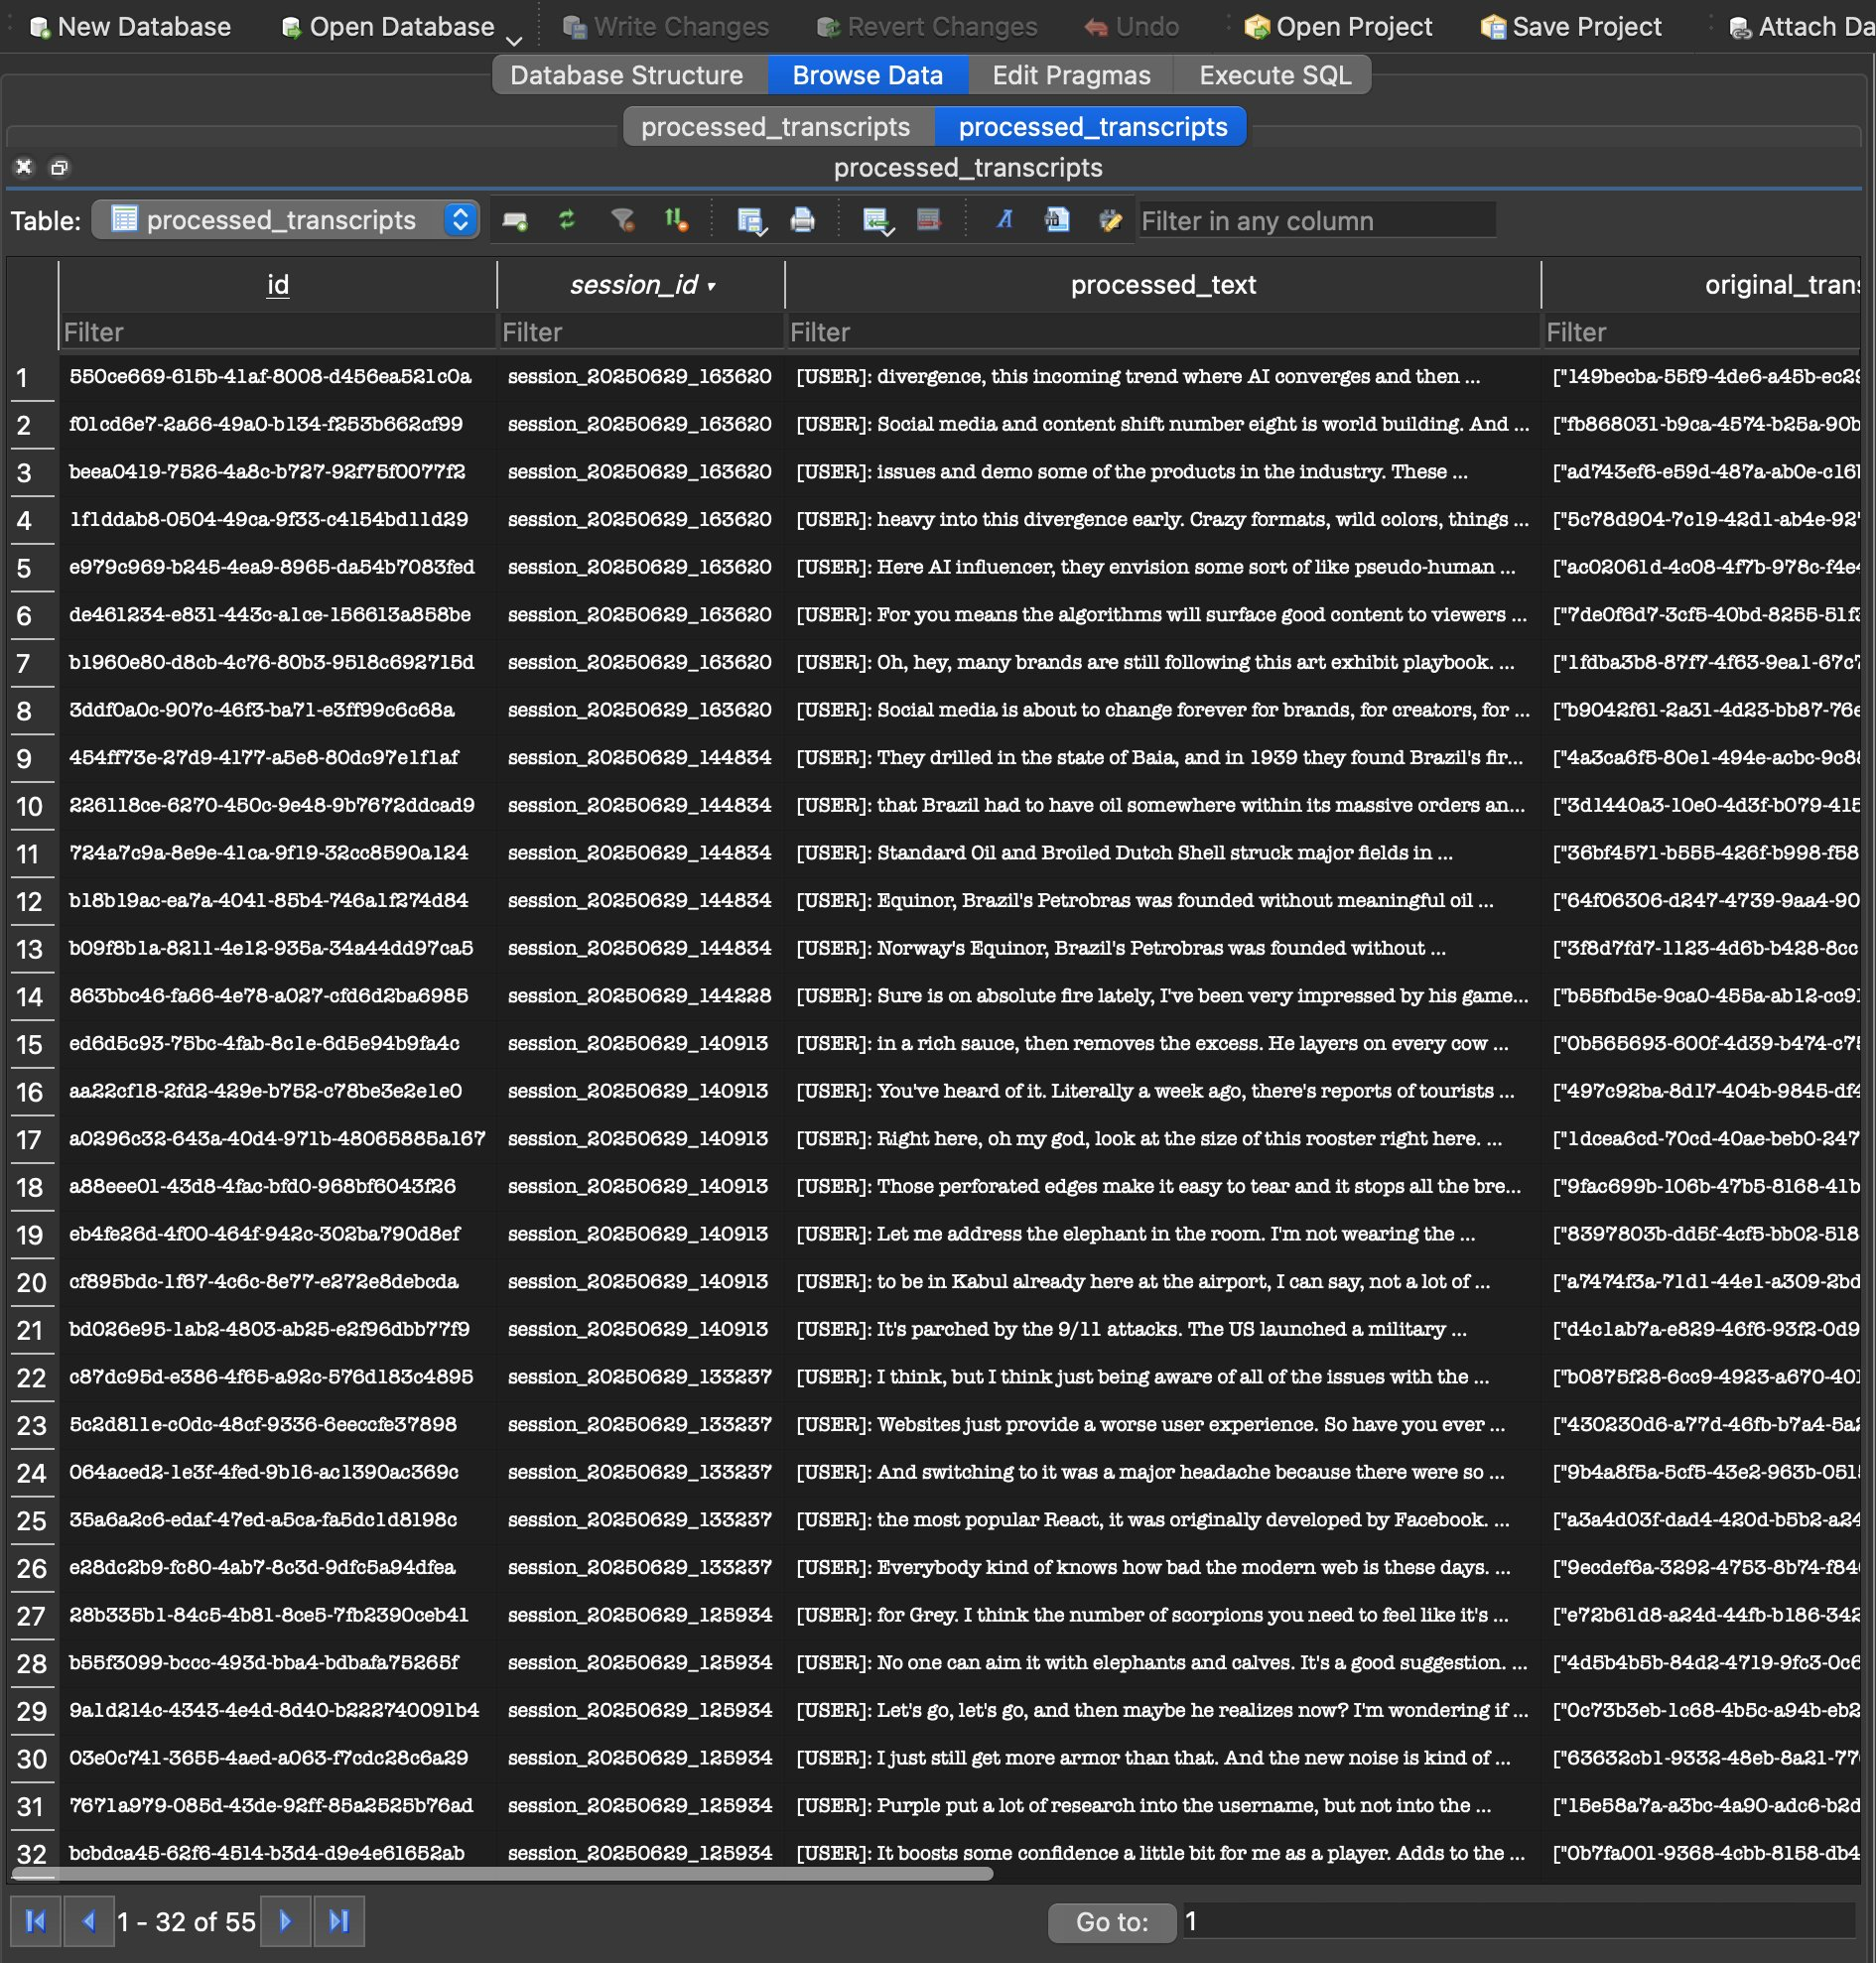 New Database Open Database Write Changes Revert Changes Undo Open Project Save Project Attach Da
Database Structure Browse Data Edit Pragmas Execute SQL
processed_transcripts processed_transcripts
processed_transcripts
Table: processed_transcripts Filter in any column
id session_id processed_text original_trans
Filter Filter Filter Filter
1 550ce669-615b-41af-8008-d456ea521c0a session_20250629_163620 [USER]: divergence, this incoming trend where AI converges and then ... ["149becba-55f9-4de6-a45b-ec29
2 f01cd6e7-2a66-49a0-b134-f253b662cf99 session_20250629_163620 [USER]: Social media and content shift number eight is world building. And ... ["fb868031-b9ca-4574-b25a-90b
3 beea0419-7526-4a8c-b727-92f75f0077f2 session_20250629_163620 [USER]: issues and demo some of the products in the industry. These ... ["ad743ef6-e59d-487a-ab0e-c16
4 1f1ddab8-0504-49ca-9f33-c4154bd11d29 session_20250629_163620 [USER]: heavy into this divergence early. Crazy formats, wild colors, things ... ["5c78d904-7c19-42d1-ab4e-92
5 e979c969-b245-4ea9-8965-da54b7083fed session_20250629_163620 [USER]: Here AI influencer, they envision some sort of like pseudo-human ... ["ac02061d-4c08-4f7b-978c-f4e4
6 de461234-e831-443c-a1ce-156613a858be session_20250629_163620 [USER]: For you means the algorithms will surface good content to viewers ... ["7de0f6d7-3cf5-40bd-8255-51f
7 b1960e80-d8cb-4c76-80b3-9518c692715d session_20250629_163620 [USER]: Oh, hey, many brands are still following this art exhibit playbook. ... ["1fdba3b8-87f7-4f63-9ea1-67c
8 3ddf0a0c-907c-46f3-ba71-e3ff99c6c68a session_20250629_163620 [USER]: Social media is about to change forever for brands, for creators, for ... ["b9042f61-2a31-4d23-bb87-76e
9 454ff73e-27d9-4177-a5e8-80dc97e1f1af session_20250629_144834 [USER]: They drilled in the state of Baia, and in 1939 they found Brazil's fir... ["4a3ca6f5-80e1-494e-acbc-9c8
10 226118ce-6270-450c-9e48-9b7672ddcad9 session_20250629_144834 [USER]: that Brazil had to have oil somewhere within its massive orders an... ["3d1440a3-10e0-4d3f-b079-415
11 724a7c9a-8e9e-41ca-9f19-32cc8590a124 session_20250629_144834 [USER]: Standard Oil and Broiled Dutch Shell struck major fields in ... ["36bf4571-b555-426f-b998-f58
12 b18b19ac-ea7a-4041-85b4-746a1f274d84 session_20250629_144834 [USER]: Equinor, Brazil's Petrobras was founded without meaningful oil ... ["64f06306-d247-4739-9aa4-90
13 b09f8b1a-8211-4e12-935a-34a44dd97ca5 session_20250629_144834 [USER]: Norway's Equinor, Brazil's Petrobras was founded without ... ["3f8d7fd7-1123-4d6b-b428-8cc
14 863bbc46-fa66-4e78-a027-cfd6d2ba6985 session_20250629_144228 [USER]: Sure is on absolute fire lately, I've been very impressed by his game... ["b55fbd5e-9ca0-455a-ab12-cc9
15 ed6d5c93-75bc-4fab-8c1e-6d5e94b9fa4c session_20250629_140913 [USER]: in a rich sauce, then removes the excess. He layers on every cow ... ["0b565693-600f-4d39-b474-c75
16 aa22cf18-2fd2-429e-b752-c78be3e2e1e0 session_20250629_140913 [USER]: You've heard of it. Literally a week ago, there's reports of tourists ... ["497c92ba-8d17-404b-9845-df4
17 a0296c32-643a-40d4-971b-48065885a167 session_20250629_140913 [USER]: Right here, oh my god, look at the size of this rooster right here. ... ["1dcea6cd-70cd-40ae-beb0-247
18 a88eee01-43d8-4fac-bfd0-968bf6043f26 session_20250629_140913 [USER]: Those perforated edges make it easy to tear and it stops all the bre... ["9fac699b-106b-47b5-8168-41b
19 eb4fe26d-4f00-464f-942c-302ba790d8ef session_20250629_140913 [USER]: Let me address the elephant in the room. I'm not wearing the ... ["8397803b-dd5f-4cf5-bb02-518
20 cf895bdc-1f67-4c6c-8e77-e272e8debcda session_20250629_140913 [USER]: to be in Kabul already here at the airport, I can say, not a lot of ... ["a7474f3a-71d1-44e1-a309-2bd
21 bd026e95-1ab2-4803-ab25-e2f96dbb77f9 session_20250629_140913 [USER]: It's parched by the 9/11 attacks. The US launched a military ... ["d4c1ab7a-e829-46f6-93f2-0d9
22 c87dc95d-e386-4f65-a92c-576d183c4895 session_20250629_133237 [USER]: I think, but I think just being aware of all of the issues with the ... ["b0875f28-6cc9-4923-a670-401
23 5c2d811e-c0dc-48cf-9336-6eeccfe37898 session_20250629_133237 [USER]: Websites just provide a worse user experience. So have you ever ... ["430230d6-a77d-46fb-b7a4-5a2
24 064aced2-1e3f-4fed-9b16-ac1390ac369c session_20250629_133237 [USER]: And switching to it was a major headache because there were so ... ["9b4a8f5a-5cf5-43e2-963b-051
25 35a6a2c6-edaf-47ed-a5ca-fa5dc1d8198c session_20250629_133237 [USER]: the most popular React, it was originally developed by Facebook. ... ["a3a4d03f-dad4-420d-b5b2-a24
26 e28dc2b9-fc80-4ab7-8c3d-9dfc5a94dfea session_20250629_133237 [USER]: Everybody kind of knows how bad the modern web is these days. ... ["9ecdef6a-3292-4753-8b74-f84
27 28b335b1-84c5-4b81-8ce5-7fb2390ceb41 session_20250629_125934 [USER]: for Grey. I think the number of scorpions you need to feel like it's ... ["e72b61d8-a24d-44fb-b186-342
28 b55f3099-bccc-493d-bba4-bdbafa75265f session_20250629_125934 [USER]: No one can aim it with elephants and calves. It's a good suggestion. ... ["4d5b4b5b-84d2-4719-9fc3-0c6
29 9a1d214c-4343-4e4d-8d40-b222740091b4 session_20250629_125934 [USER]: Let's go, let's go, and then maybe he realizes now? I'm wondering if ... ["0c73b3eb-1c68-4b5c-a94b-eb2
30 03e0c741-3655-4aed-a063-f7cdc28c6a29 session_20250629_125934 [USER]: I just still get more armor than that. And the new noise is kind of ... ["63632cb1-9332-48eb-8a21-77
31 7671a979-085d-43de-92ff-85a2525b76ad session_20250629_125934 [USER]: Purple put a lot of research into the username, but not into the ... ["15e58a7a-a3bc-4a90-adc6-b2d
32 bcbdca45-62f6-4514-b3d4-d9e4e61652ab session_20250629_125934 [USER]: It boosts some confidence a little bit for me as a player. Adds to the ... ["0b7fa001-9368-4cbb-8158-db4
1 - 32 of 55 Go to: 1